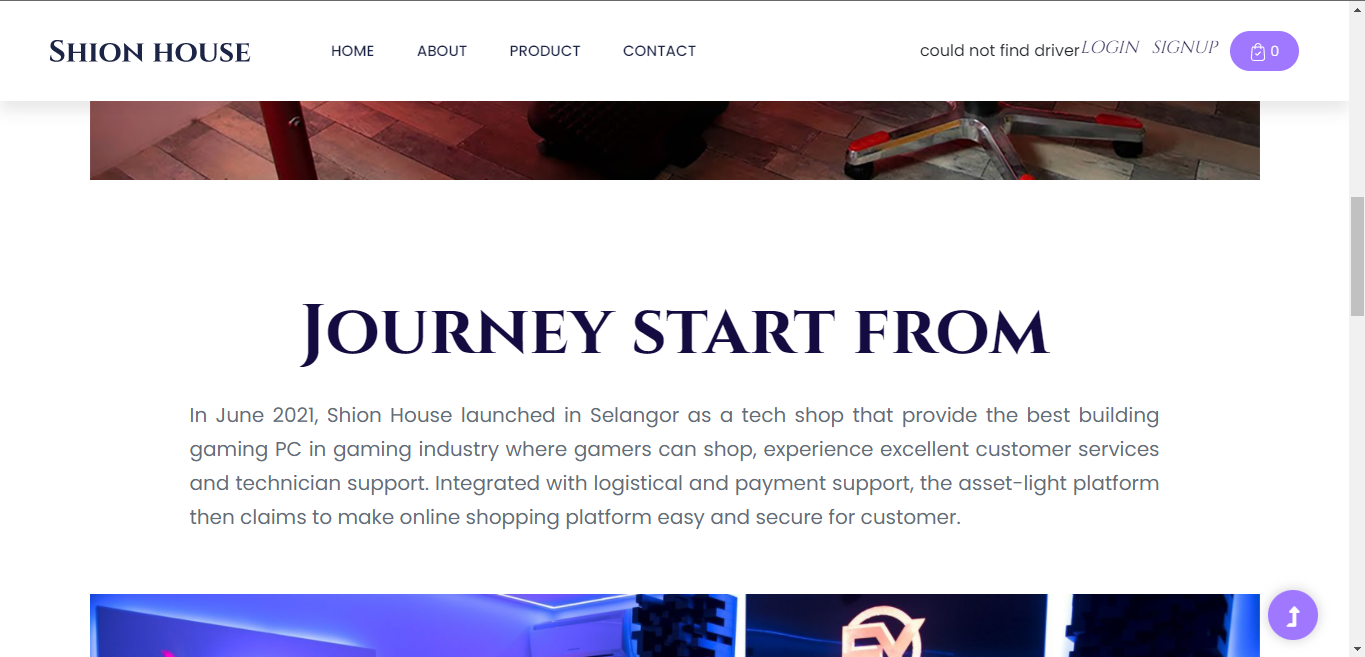 Shion house
HOME ABOUT PRODUCT CONTACT
could not find driver LOGIN SIGNUP 0
Journey start from
In June 2021, Shion House launched in Selangor as a tech shop that provide the best building
gaming PC in gaming industry where gamers can shop, experience excellent customer services
and technician support. Integrated with logistical and payment support, the asset-light platform
then claims to make online shopping platform easy and secure for customer.